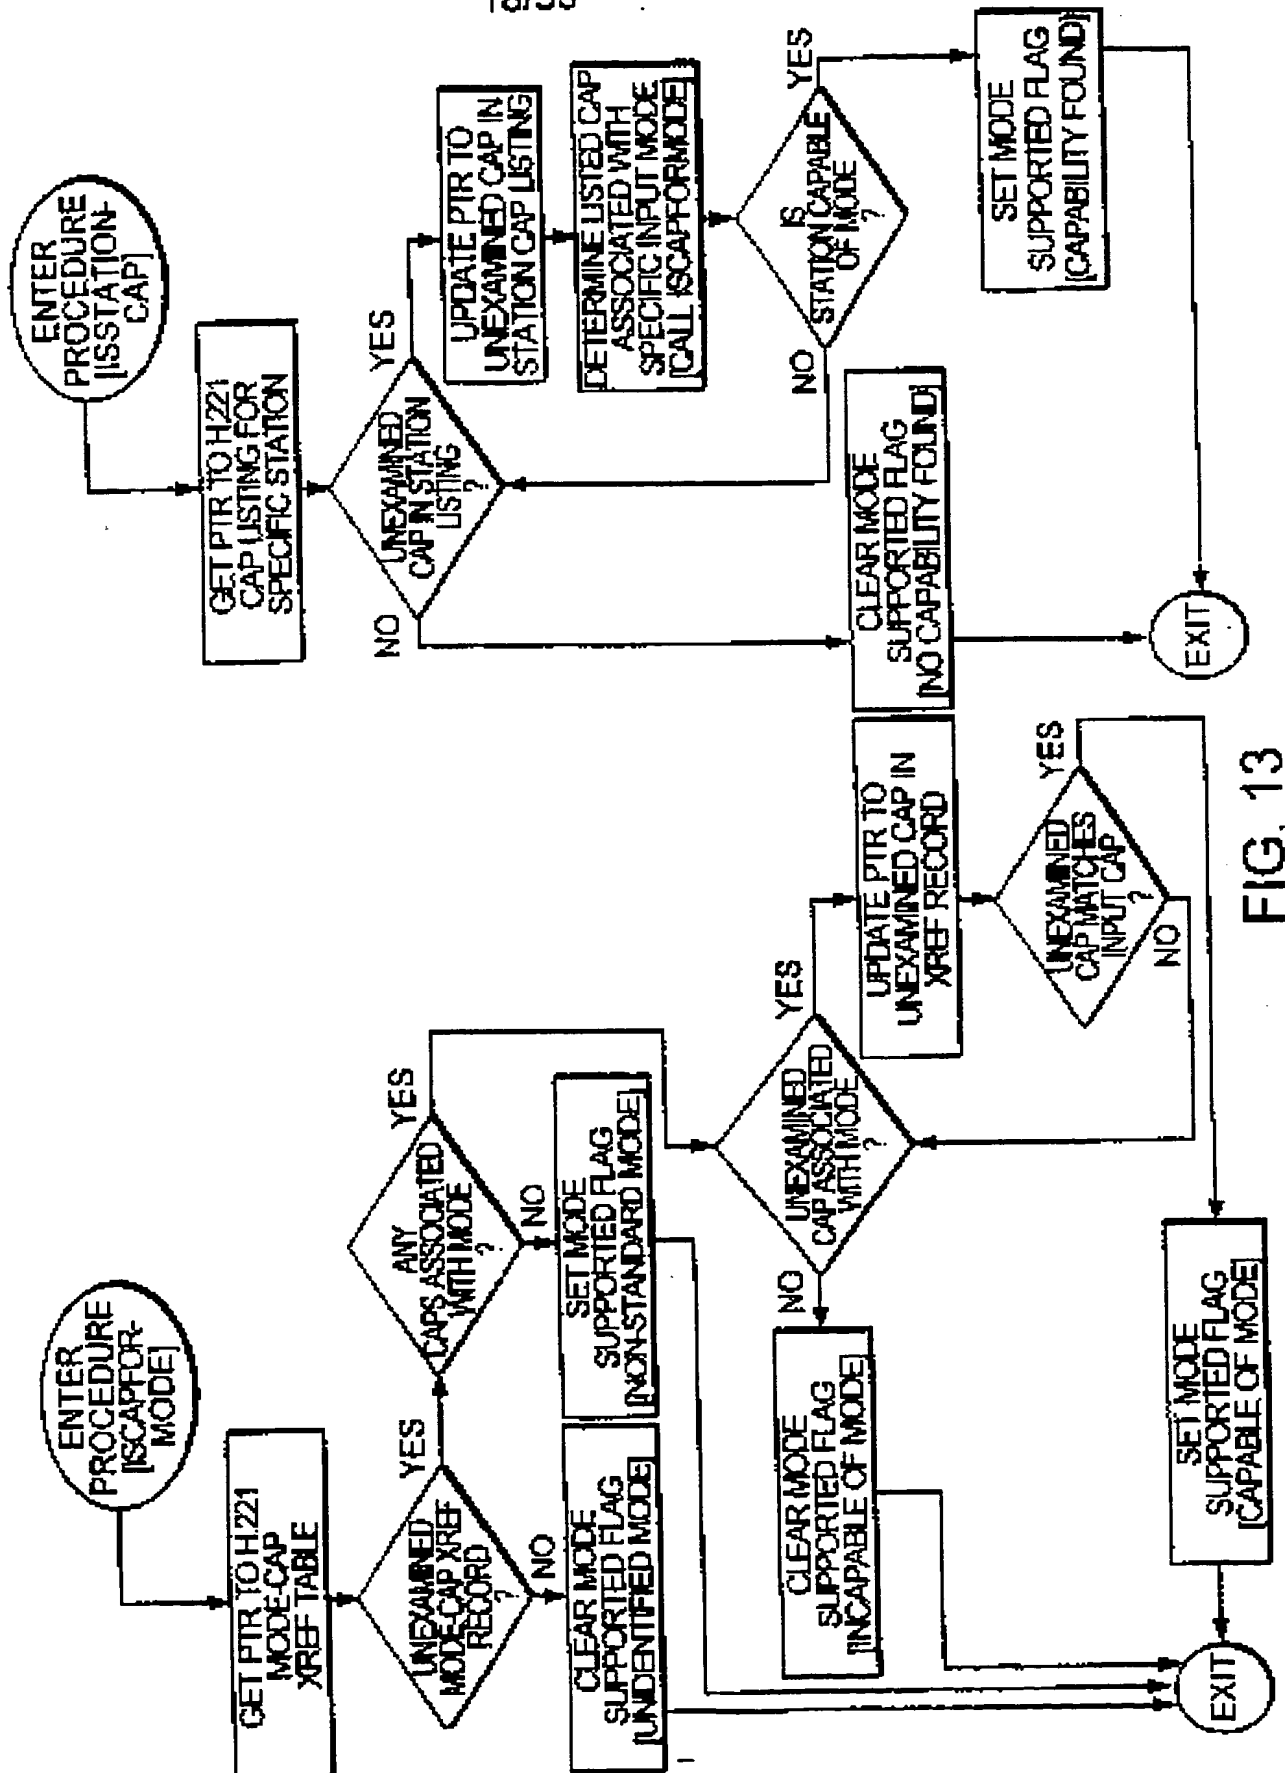 18/55
ENTER
PROCEDURE
[ISCAPFOR-
MODE]
GET PTR TO H.221
MODE-CAP
XREF TABLE
UNEXAMINED
MODE-CAP XREF
RECORD
?
YES
NO
CLEAR MODE
SUPPORTED FLAG
[UNIDENTIFIED MODE]
ANY
CAPS ASSOCIATED
WITH MODE
?
YES
NO
SET MODE
SUPPORTED FLAG
[NON-STANDARD MODE]
UNEXAMINED
CAP ASSOCIATED
WITH MODE
?
YES
NO
CLEAR MODE
SUPPORTED FLAG
[INCAPABLE OF MODE]
UPDATE PTR TO
UNEXAMINED CAP IN
XREF RECORD
UNEXAMINED
CAP MATCHES
INPUT CAP
?
YES
NO
SET MODE
SUPPORTED FLAG
[CAPABLE OF MODE]
EXIT
ENTER
PROCEDURE
[ISSTATION-
CAP]
GET PTR TO H.221
CAP LISTING FOR
SPECIFIC STATION
UNEXAMINED
CAP IN STATION
LISTING
?
YES
NO
UPDATE PTR TO
UNEXAMINED CAP IN
STATION CAP LISTING
DETERMINE LISTED CAP
ASSOCIATED WITH
SPECIFIC INPUT MODE
[CALL ISCAPFORMODE]
IS
STATION CAPABLE
OF MODE
?
YES
NO
CLEAR MODE
SUPPORTED FLAG
[NO CAPABILITY FOUND]
SET MODE
SUPPORTED FLAG
[CAPABILITY FOUND]
EXIT
FIG. 13